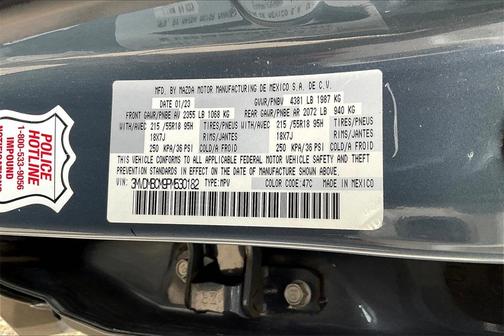 MFD. BY MAZDA MOTOR MANUFACTURING DE MEXICO S.A. DE C.V.
DATE 01/23 GVWR/PNBV 4381 LB 1987 KG
FRONT GAWR/PNBE AV 2355 LB 1068 KG REAR GAWR/PNBE AR 2072 LB 940 KG
WITH/AVEC 215/55R18 95H TIRES/PNEUS WITH/AVEC 215/55R18 95H TIRES/PNEUS
18X7J RIMS/JANTES 18X7J RIMS/JANTES
250 KPA/36 PSI COLD/A FROID 250 KPA/36 PSI COLD/A FROID
THIS VEHICLE CONFORMS TO ALL APPLICABLE FEDERAL MOTOR VEHICLE SAFETY, BUMPER AND THEFT
PREVENTION STANDARDS IN EFFECT ON THE DATE OF MANUFACTURE SHOWN ABOVE.
VIN: 3MVDMBCM9PM530182 TYPE: MPV COLOR: 47C MADE IN MEXICO
POLICE
HOTLINE
1-800-533-9056
IMPOUND